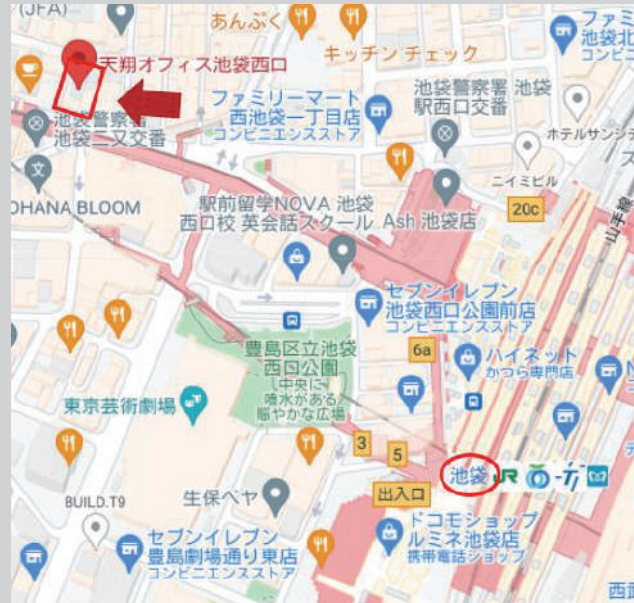 (JFA)
あんぷく
キッチン チェック
ファミ
池袋北
コンビニエ
天翔オフィス池袋西口
池袋警察署
池袋二又交番
ファミリーマート
西池袋一丁目店
コンビニエンスストア
池袋警察署 池袋
駅西口交番
ホテルサンシ
ニイミビル
OHANA BLOOM
駅前留学NOVA 池袋
西口校 英会話スクール
Ash 池袋店
20c
山手線
セブンイレブン
池袋西口公園前店
コンビニエンスストア
6a
ハイネット
かつら専門店
豊島区立池袋
西口公園
中央に
噴水がある
賑やかな広場
東京芸術劇場
3
5
池袋
JR
出入口
BUILD.T9
生保ベヤ
ドコモショップ
ルミネ池袋店
携帯電話ショップ
セブンイレブン
豊島劇場通り東店
コンビニエンスストア
西武